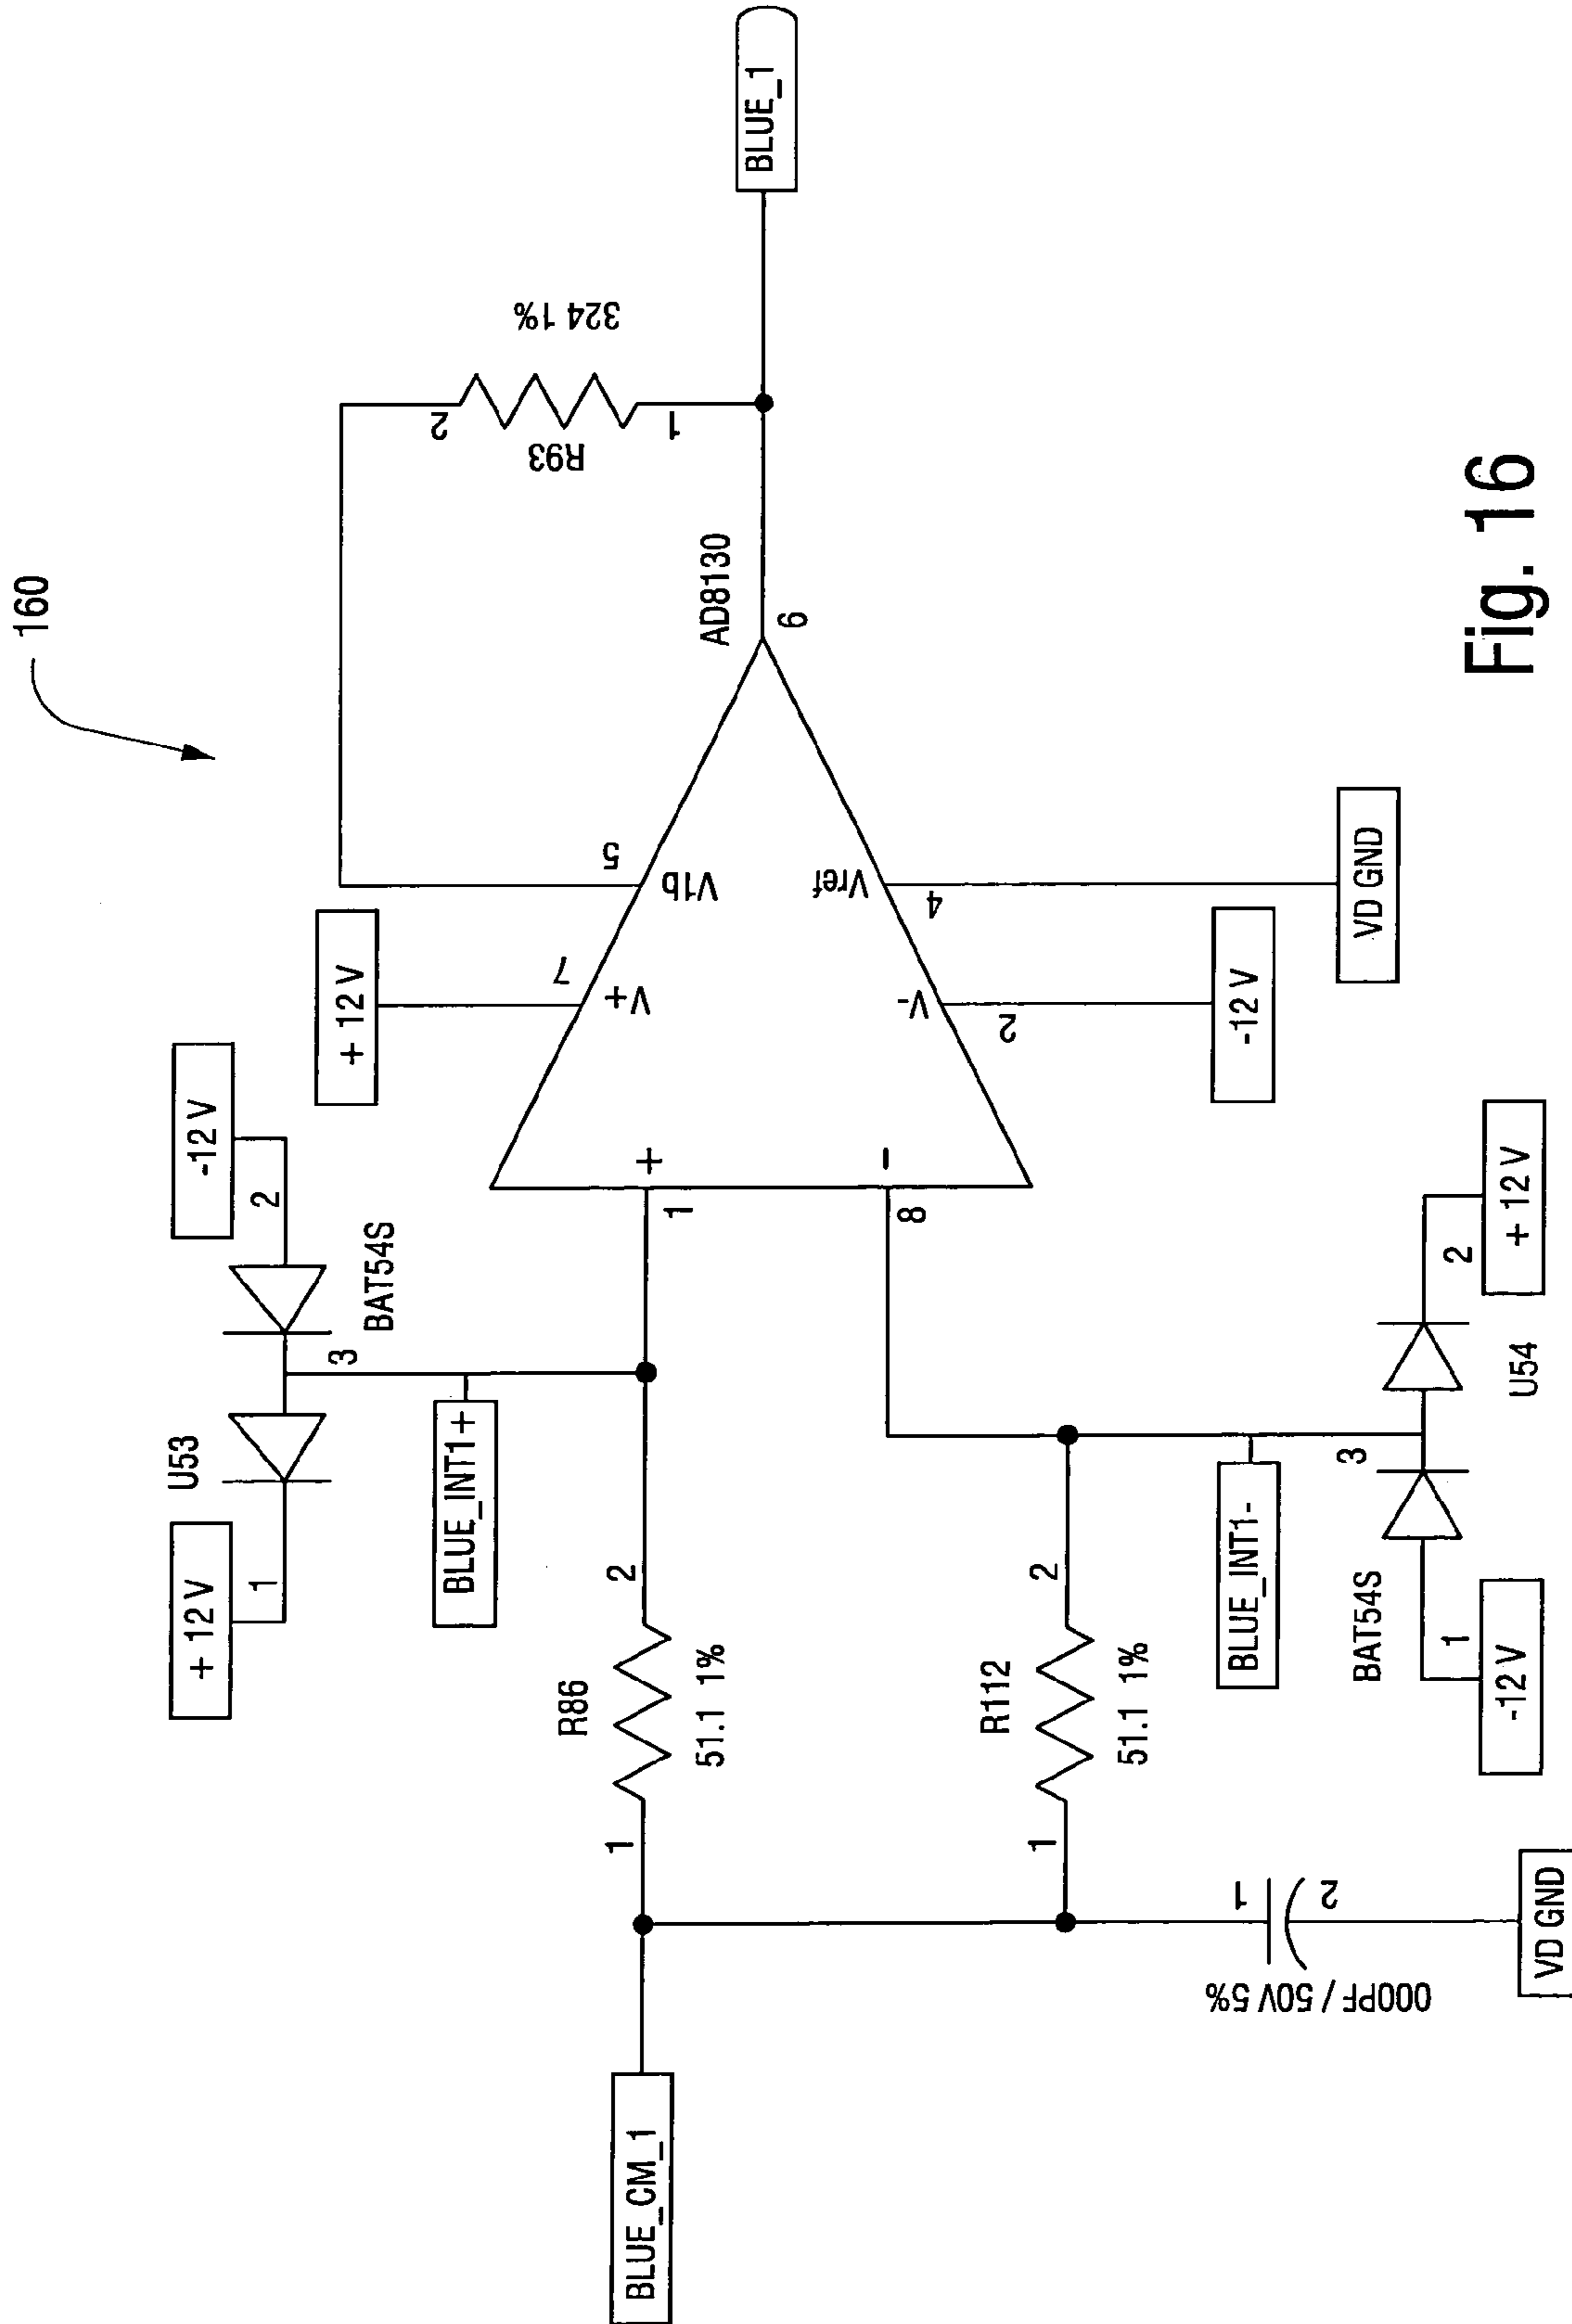 160
-12 V
2
+ 12 V
1
U53
3
BAT54S
BLUE_INT1+
+ 12 V
7
V+
5
V1b
2
R93
324 1%
1
BLUE_1
AD8130
6
+
1
-
8
V-
2
-12 V
Vref
4
VD GND
BLUE_CM_1
1
R86
51.1 1%
2
1
R112
51.1 1%
2
BLUE_INT1-
1
2
000PF / 50V 5%
VD GND
3
BAT54S
1
-12 V
U54
2
+ 12 V
Fig. 16